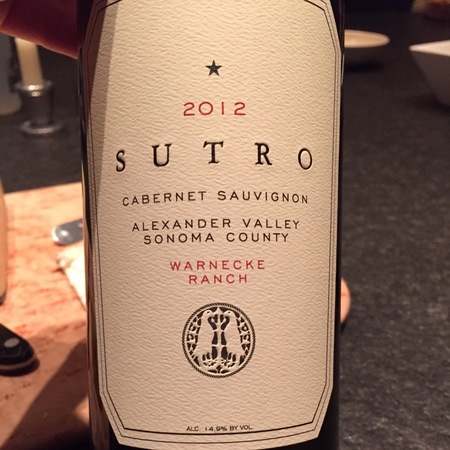 2012
SUTRO
CABERNET SAUVIGNON
ALEXANDER VALLEY
SONOMA COUNTY
WARNECKE
RANCH
ALC 14.9% BY VOL.